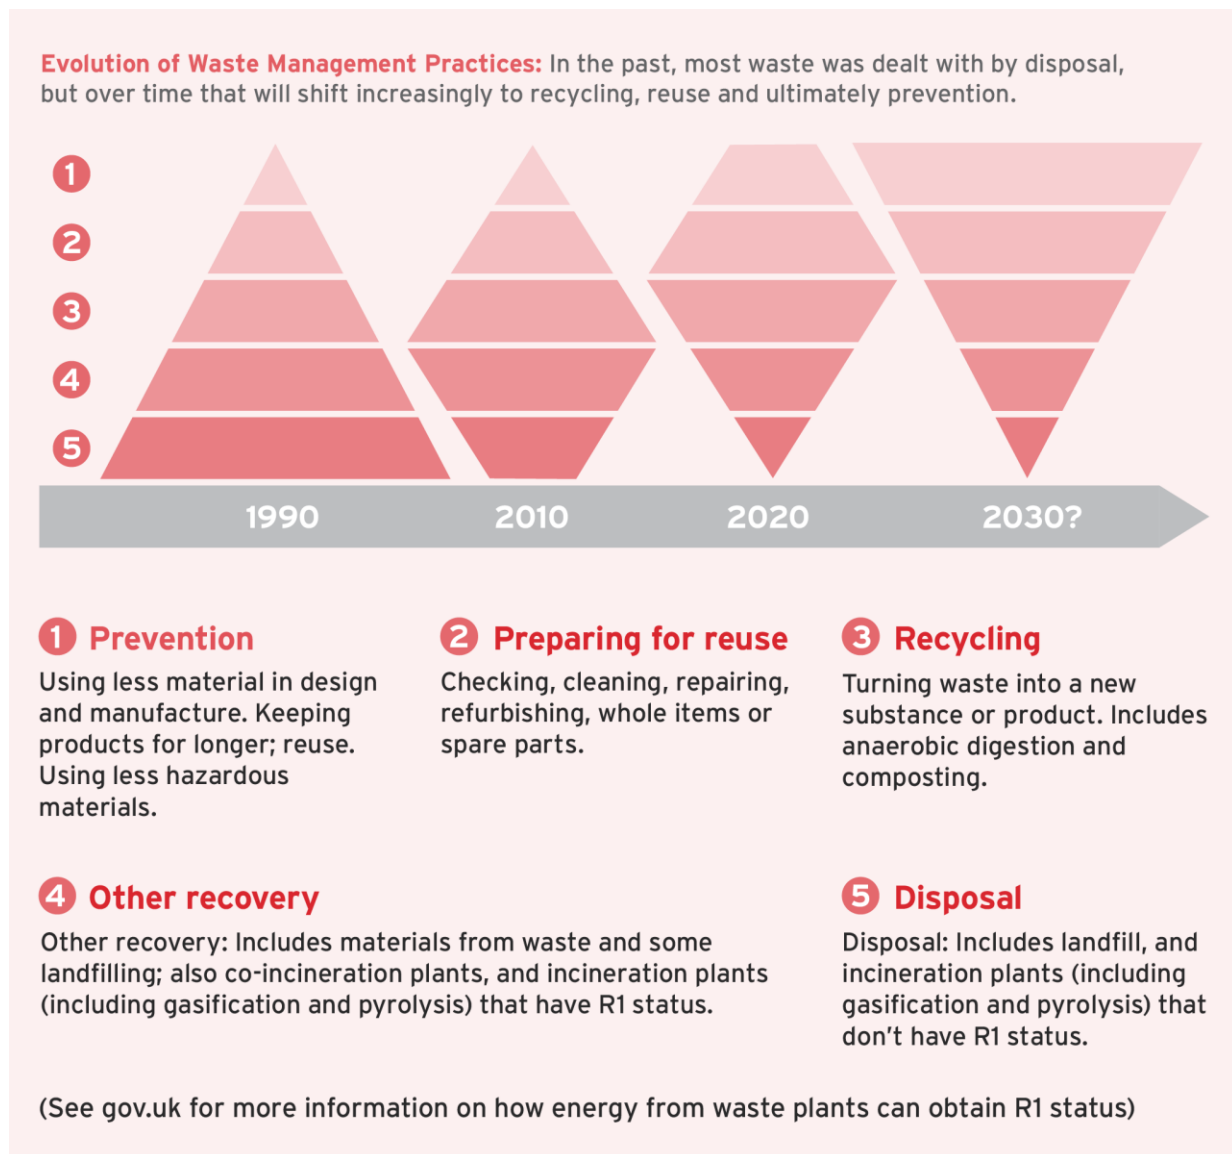 Evolution of Waste Management Practices: In the past, most waste was dealt with by disposal,
but over time that will shift increasingly to recycling, reuse and ultimately prevention.
1
2
3
4
5
1990 2010 2020 2030?
1 Prevention
Using less material in design
and manufacture. Keeping
products for longer; reuse.
Using less hazardous
materials.
2 Preparing for reuse
Checking, cleaning, repairing,
refurbishing, whole items or
spare parts.
3 Recycling
Turning waste into a new
substance or product. Includes
anaerobic digestion and
composting.
4 Other recovery
Other recovery: Includes materials from waste and some
landfilling; also co-incineration plants, and incineration plants
(including gasification and pyrolysis) that have R1 status.
5 Disposal
Disposal: Includes landfill, and
incineration plants (including
gasification and pyrolysis) that
don't have R1 status.
(See gov.uk for more information on how energy from waste plants can obtain R1 status)